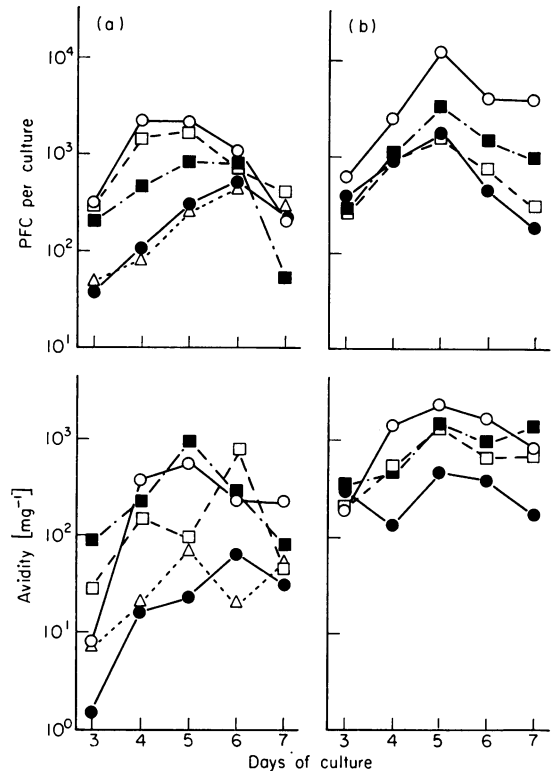 (a)
(b)
PFC per culture
10⁴
10³
10²
10¹
Avidity [mg⁻¹]
10³
10²
10¹
10⁰
3 4 5 6 7
3 4 5 6 7
Days of culture